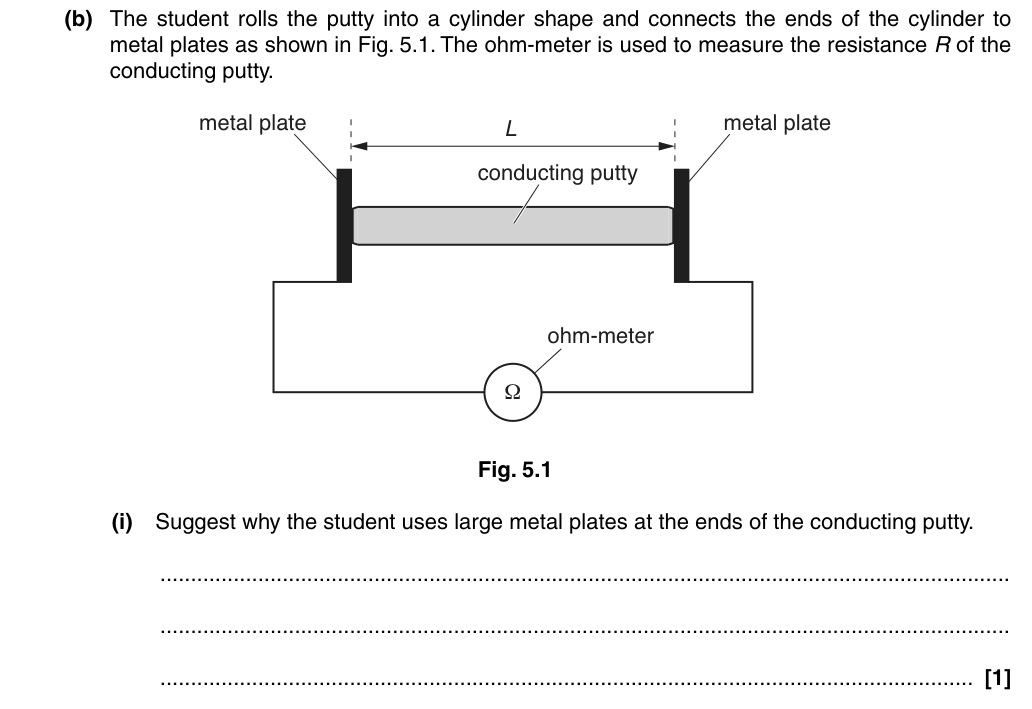 (b) The student rolls the putty into a cylinder shape and connects the ends of the cylinder to
metal plates as shown in Fig. 5.1. The ohm-meter is used to measure the resistance R of the
conducting putty.
metal plate
L
metal plate
conducting putty
ohm-meter
Ω
Fig. 5.1
(i) Suggest why the student uses large metal plates at the ends of the conducting putty.
..........................................................................................................................................
..........................................................................................................................................
.................................................................................................................................... [1]